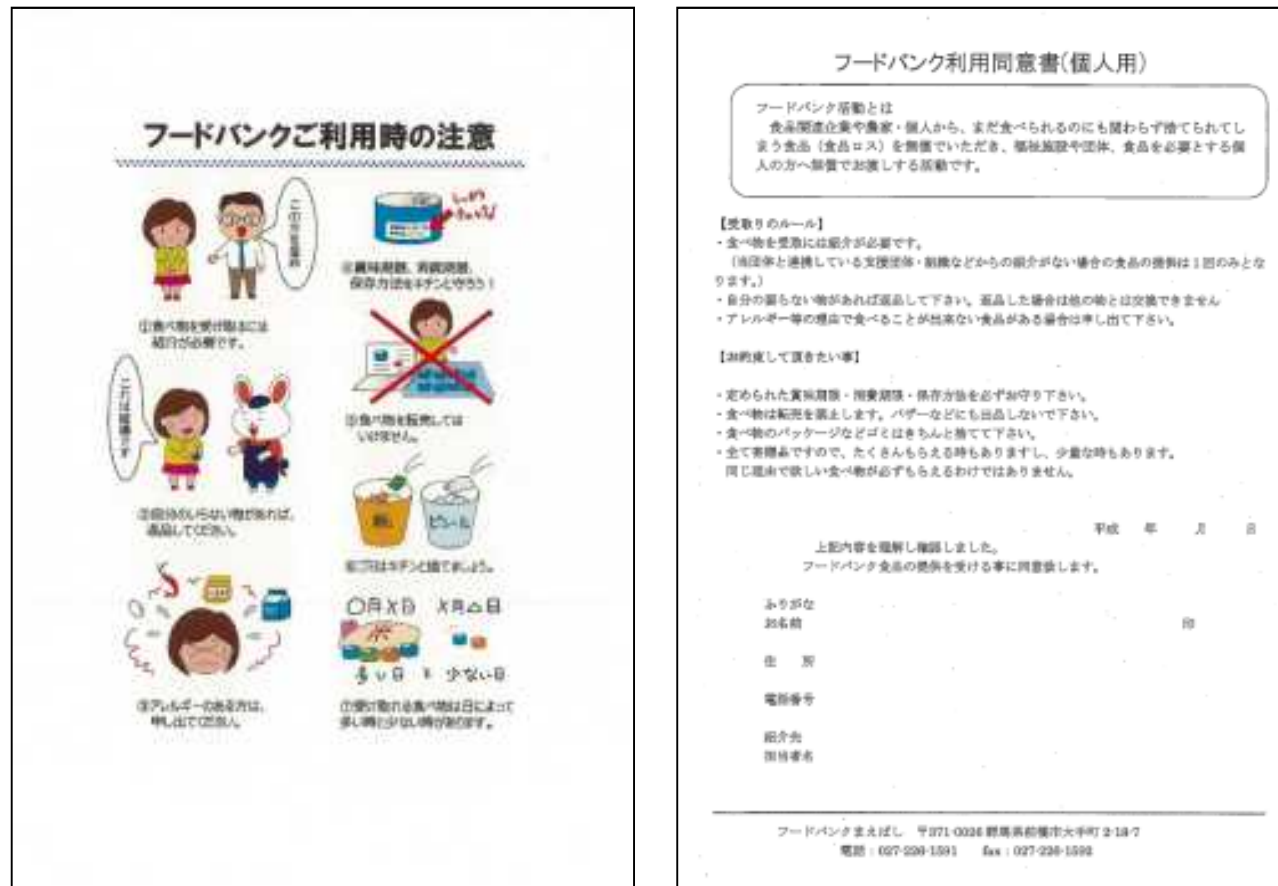 フードバンクご利用時の注意
①食べ物を受け取るには
紹介が必要です。
これは結構です
②自分のいらない物があれば、
返品してください。
③アレルギーのある方は、
申し出てください。
④賞味期限、消費期限、
保存方法をキチンと守ろう!
⑤食べ物を転売しては
いけません。
ビニール
⑥ゴミはキチンと捨てましょう。
○月X日 X月△日
多い日 と 少ない日
⑦受け取れる食べ物は日によって
多い時と少ない時があります。
フードバンク利用同意書(個人用)
フードバンク活動とは
食品関連企業や農家・個人から、まだ食べられるのにも関わらず捨てられてし
まう食品(食品ロス)を無償でいただき、福祉施設や団体、食品を必要とする個
人の方へ無償でお渡しする活動です。
【受取りのルール】
・食べ物を受取には紹介が必要です。
(当団体と連携している支援団体・組織などからの紹介がない場合の食品の提供は1回のみとな
ります。)
・自分の要らない物があれば返品して下さい。返品した場合は他の物とは交換できません
・アレルギー等の理由で食べることが出来ない食品がある場合は申し出て下さい。
【お約束して頂きたい事】
・定められた賞味期限・消費期限・保存方法を必ずお守り下さい。
・食べ物は転売を禁止します。バザーなどにも出品しないで下さい。
・食べ物のパッケージなどゴミはきちんと捨てて下さい。
・全て寄贈品ですので、たくさんもらえる時もありますし、少量な時もあります。
同じ理由で欲しい食べ物が必ずもらえるわけではありません。
平成 年 月 日
上記内容を理解し確認しました。
フードバンク食品の提供を受ける事に同意致します。
ふりがな
お名前 印
住 所
電話番号
紹介先
担当者名
フードバンクまえばし 〒371-0026 群馬県前橋市大手町 2-18-7
電話:027-226-1591 fax:027-226-1592